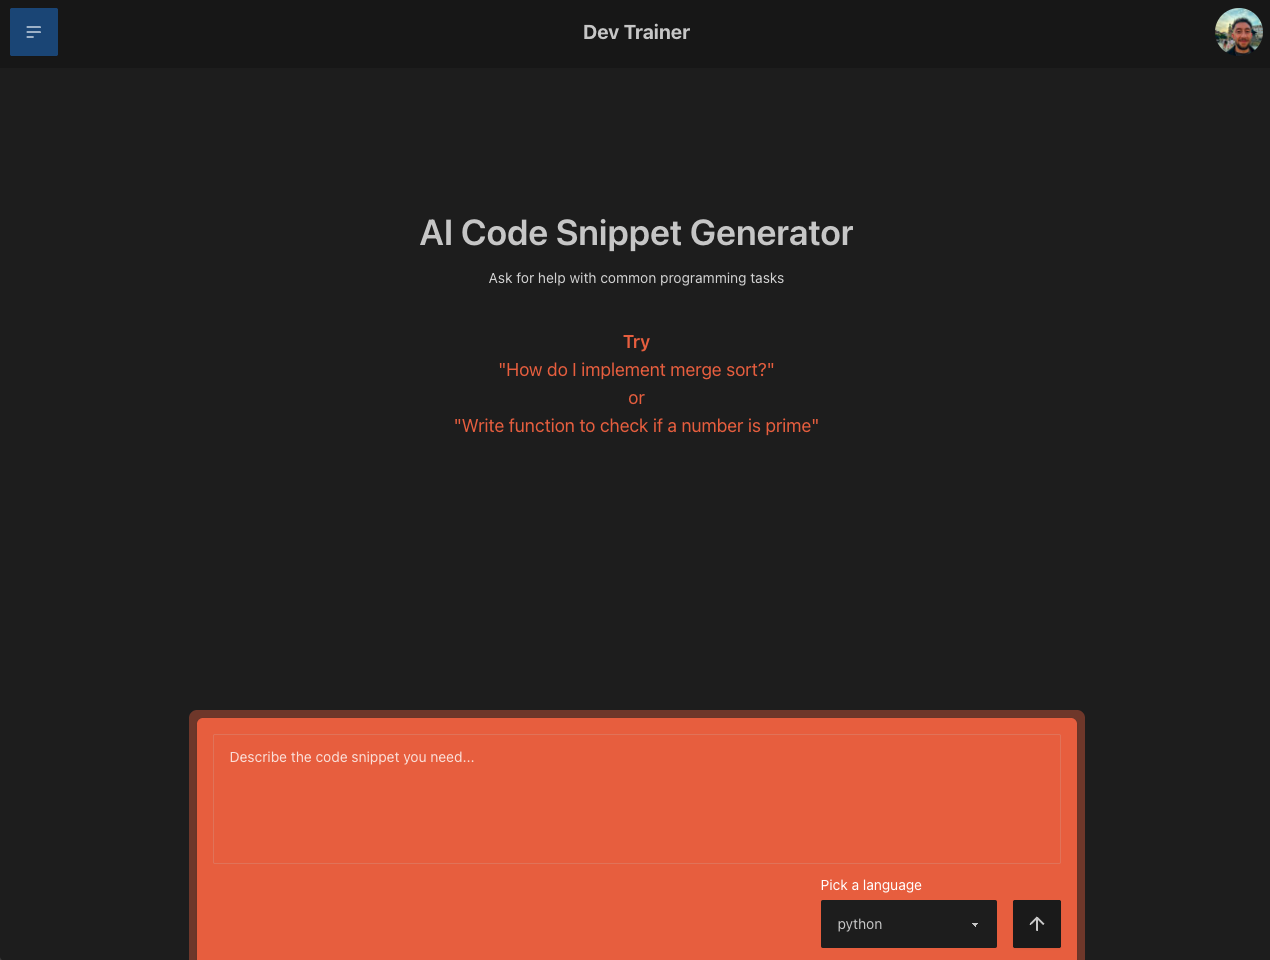 Dev Trainer
AI Code Snippet Generator
Ask for help with common programming tasks
Try
"How do I implement merge sort?"
or
"Write function to check if a number is prime"
Describe the code snippet you need...
Pick a language
python